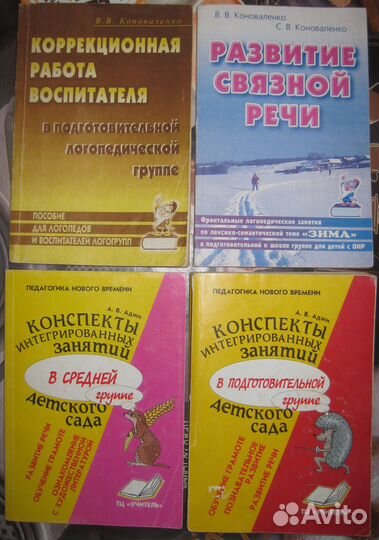 В. В. Коноваленко
КОРРЕКЦИОННАЯ
РАБОТА
ВОСПИТАТЕЛЯ
в подготовительной
логопедической
группе
ПОСОБИЕ
ДЛЯ ЛОГОПЕДОВ
И ВОСПИТАТЕЛЕЙ ЛОГОГРУПП
В. В. Коноваленко
С. В. Коноваленко
РАЗВИТИЕ
СВЯЗНОЙ
РЕЧИ
Фронтальные логопедические занятия
по лексико-семантической теме «ЗИМА»
в подготовительной к школе группе для детей с ОНР
ПЕДАГОГИКА НОВОГО ВРЕМЕНИ
А. В. Аджи
КОНСПЕКТЫ
ИНТЕГРИРОВАННЫХ
ЗАНЯТИЙ
В СРЕДНЕЙ
группе
детского
сада
РАЗВИТИЕ РЕЧИ
ОБУЧЕНИЕ ГРАМОТЕ
ОЗНАКОМЛЕНИЕ
С ХУДОЖЕСТВЕННОЙ
ЛИТЕРАТУРОЙ
ТЦ «УЧИТЕЛЬ»
ПЕДАГОГИКА НОВОГО ВРЕМЕНИ
А. В. Аджи
КОНСПЕКТЫ
ИНТЕГРИРОВАННЫХ
ЗАНЯТИЙ
В ПОДГОТОВИТЕЛЬНОЙ
группе
детского
сада
ОБУЧЕНИЕ ГРАМОТЕ
ПОЗНАВАТЕЛЬНОЕ
РАЗВИТИЕ
РАЗВИТИЕ РЕЧИ
ТЦ
Avito